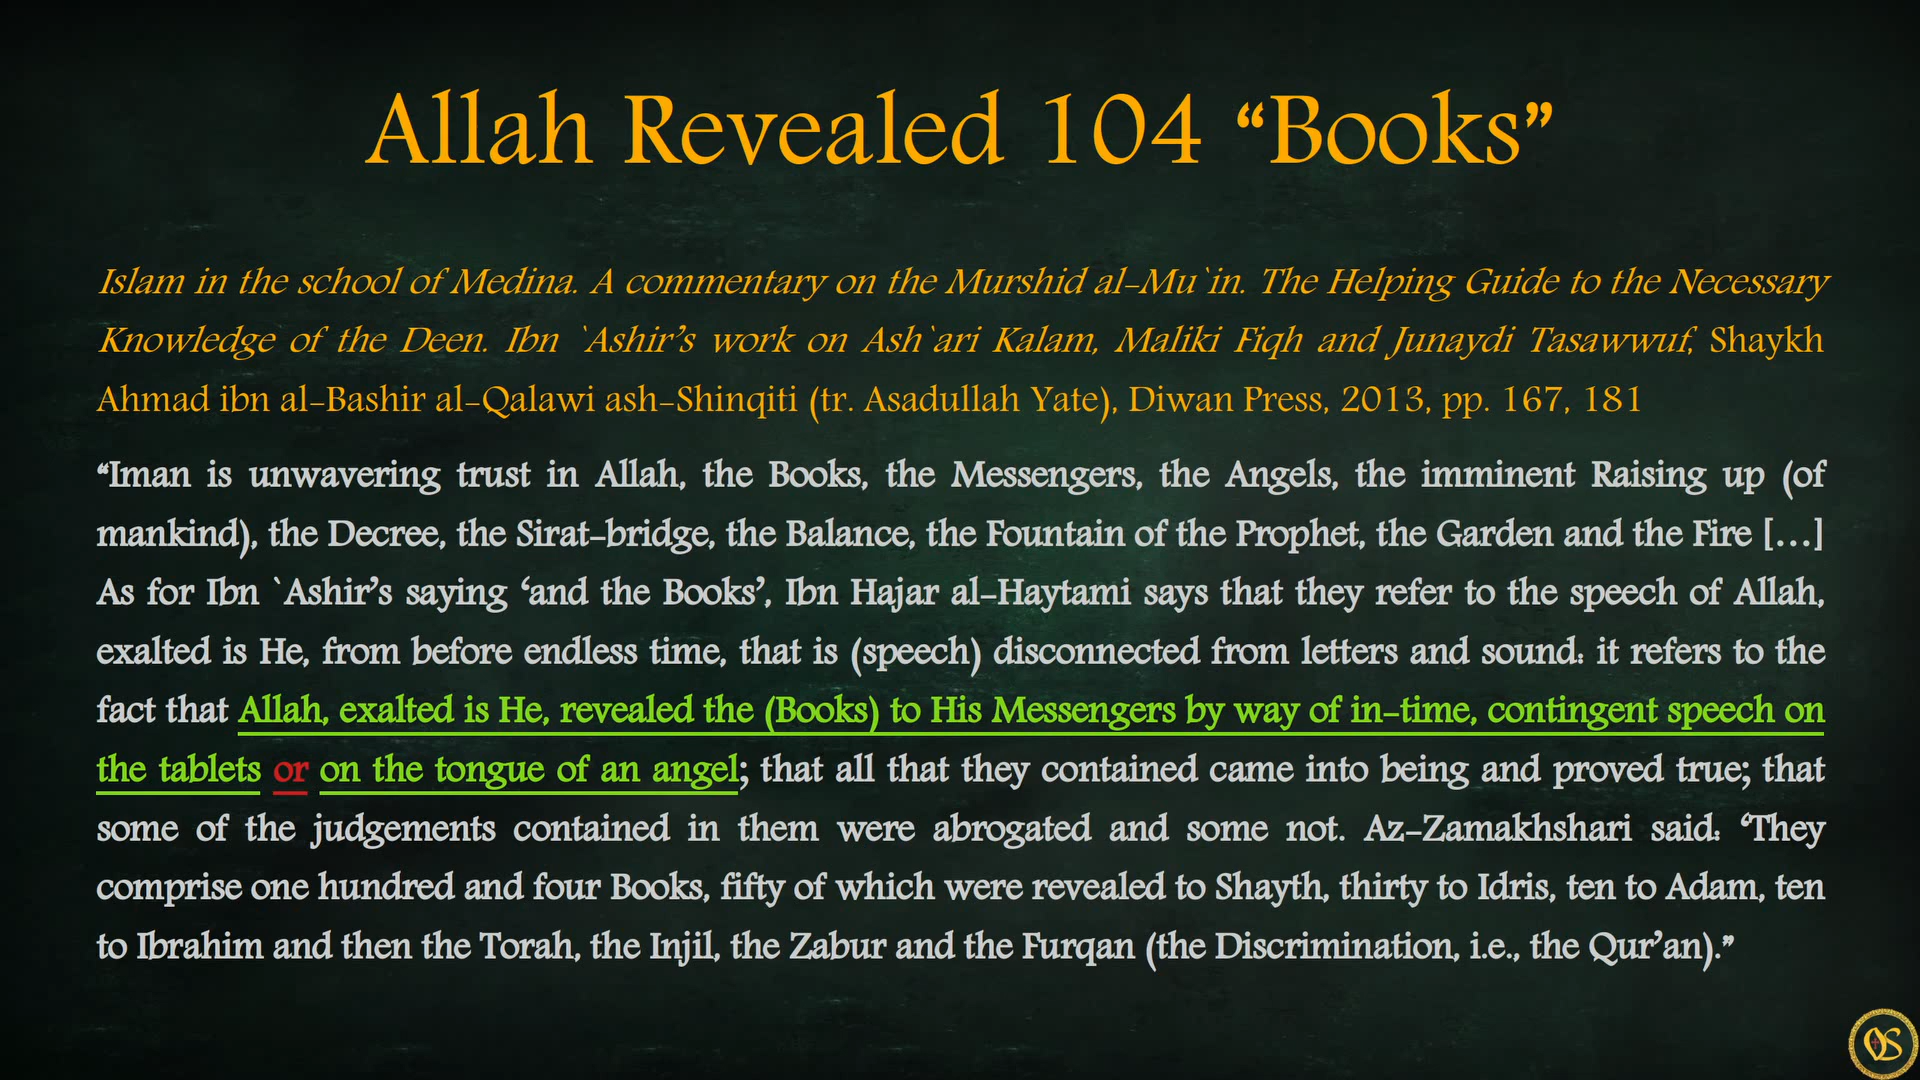 Allah Revealed 104 “Books”
Islam in the school of Medina. A commentary on the Murshid al-Mu`in. The Helping Guide to the Necessary
Knowledge of the Deen. Ibn `Ashir’s work on Ash`ari Kalam, Maliki Fiqh and Junaydi Tasawwuf, Shaykh
Ahmad ibn al-Bashir al-Qalawi ash-Shinqiti (tr. Asadullah Yate), Diwan Press, 2013, pp. 167, 181
“Iman is unwavering trust in Allah, the Books, the Messengers, the Angels, the imminent Raising up (of
mankind), the Decree, the Sirat-bridge, the Balance, the Fountain of the Prophet, the Garden and the Fire […]
As for Ibn `Ashir’s saying ‘and the Books’, Ibn Hajar al-Haytami says that they refer to the speech of Allah,
exalted is He, from before endless time, that is (speech) disconnected from letters and sound: it refers to the
fact that Allah, exalted is He, revealed the (Books) to His Messengers by way of in-time, contingent speech on
the tablets or on the tongue of an angel; that all that they contained came into being and proved true; that
some of the judgements contained in them were abrogated and some not. Az-Zamakhshari said: ‘They
comprise one hundred and four Books, fifty of which were revealed to Shayth, thirty to Idris, ten to Adam, ten
to Ibrahim and then the Torah, the Injil, the Zabur and the Furqan (the Discrimination, i.e., the Qur’an).”